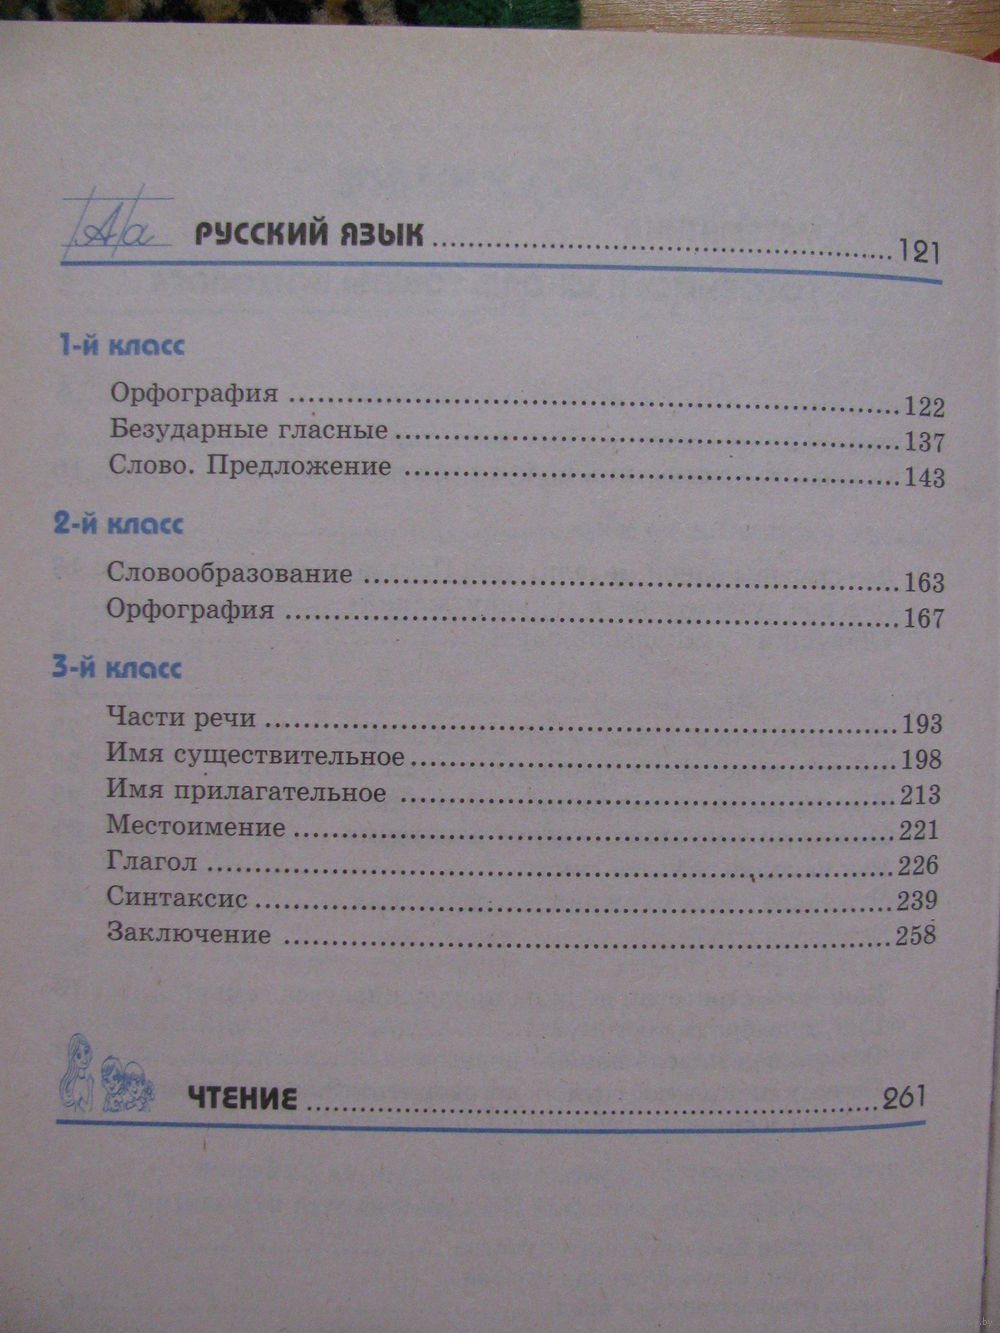 Аа
РУССКИЙ ЯЗЫК ........ 121
1-й класс
Орфография ........ 122
Безударные гласные ........ 137
Слово. Предложение ........ 143
2-й класс
Словообразование ........ 163
Орфография ........ 167
3-й класс
Части речи ........ 193
Имя существительное ........ 198
Имя прилагательное ........ 213
Местоимение ........ 221
Глагол ........ 226
Синтаксис ........ 239
Заключение ........ 258
ЧТЕНИЕ ........ 261